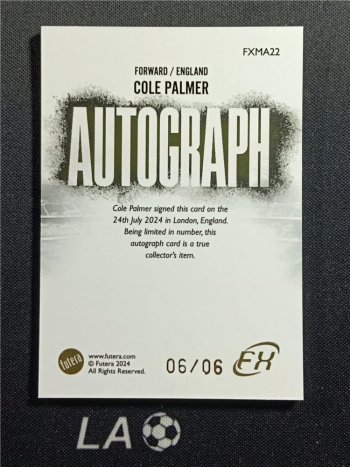 FXMA22
FORWARD / ENGLAND
COLE PALMER
AUTOGRAPH
Cole Palmer signed this card on the
24th July 2024 in London, England.
Being limited in number, this
autograph card is a true
collector's item.
futera
www.futera.com
© Futera 2024
All Rights Reserved.
06/06
FX
LA